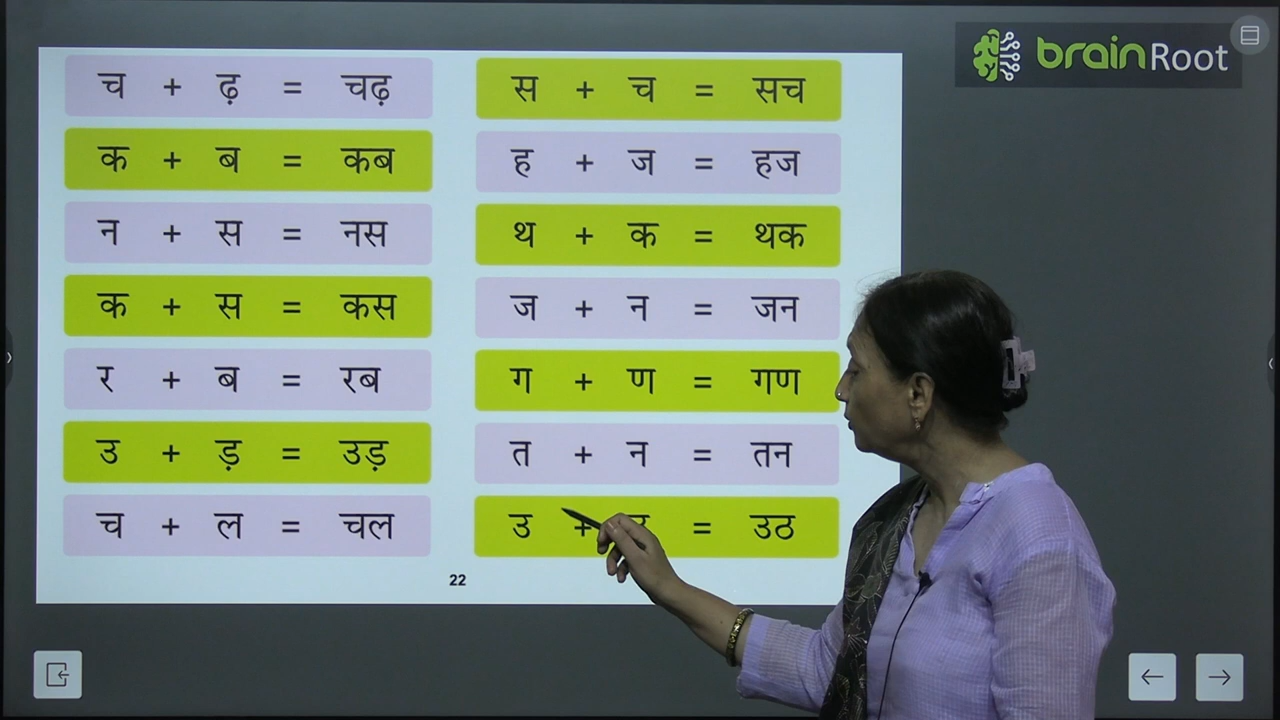 brainRoot
च + ढ़ = चढ़
क + ब = कब
न + स = नस
क + स = कस
र + ब = रब
उ + ड़ = उड़
च + ल = चल
स + च = सच
ह + ज = हज
थ + क = थक
ज + न = जन
ग + ण = गण
त + न = तन
उ + = उठ
22